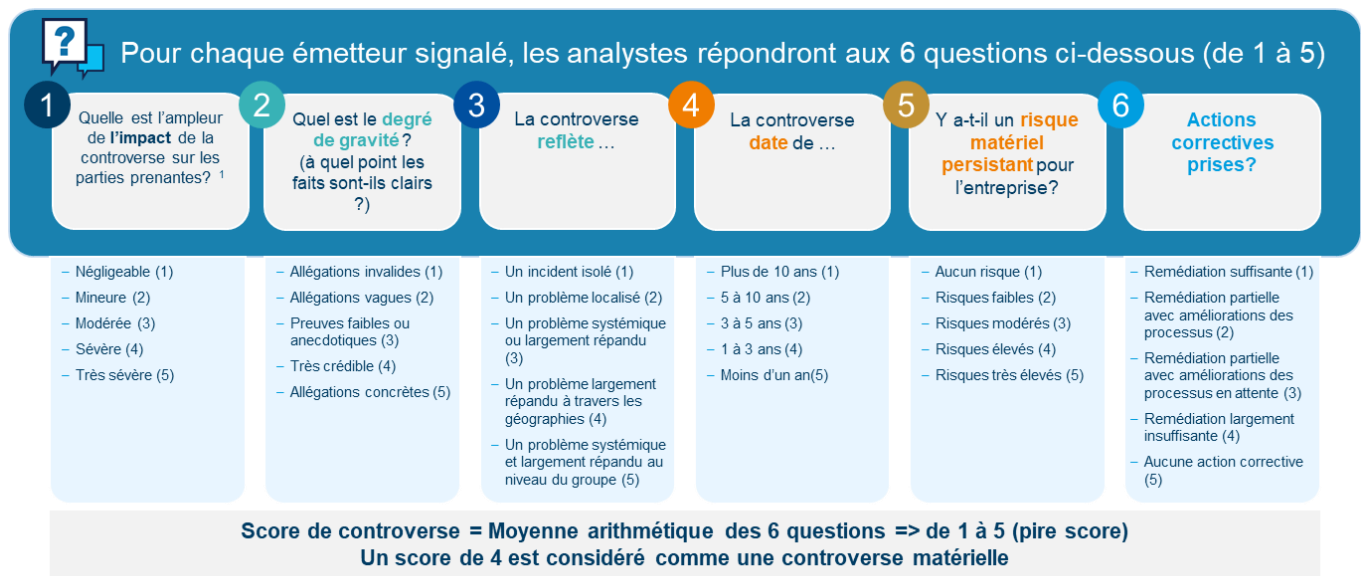 ?
Pour chaque émetteur signalé, les analystes répondront aux 6 questions ci-dessous (de 1 à 5)
1
Quelle est l'ampleur
de l'impact de la
controverse sur les
parties prenantes? 1
2
Quel est le degré
de gravité ?
(à quel point les
faits sont-ils clairs
?)
3
La controverse
reflète ...
4
La controverse
date de ...
5
Y a-t-il un risque
matériel
persistant pour
l'entreprise?
6
Actions
correctives
prises?
– Négligeable (1)
– Mineure (2)
– Modérée (3)
– Sévère (4)
– Très sévère (5)
– Allégations invalides (1)
– Allégations vagues (2)
– Preuves faibles ou
anecdotiques (3)
– Très crédible (4)
– Allégations concrètes (5)
– Un incident isolé (1)
– Un problème localisé (2)
– Un problème systémique
ou largement répandu
(3)
– Un problème largement
répandu à travers les
géographies (4)
– Un problème systémique
et largement répandu au
niveau du groupe (5)
– Plus de 10 ans (1)
– 5 à 10 ans (2)
– 3 à 5 ans (3)
– 1 à 3 ans (4)
– Moins d'un an(5)
– Aucun risque (1)
– Risques faibles (2)
– Risques modérés (3)
– Risques élevés (4)
– Risques très élevés (5)
– Remédiation suffisante (1)
– Remédiation partielle
avec améliorations des
processus (2)
– Remédiation partielle
avec améliorations des
processus en attente (3)
– Remédiation largement
insuffisante (4)
– Aucune action corrective
(5)
Score de controverse = Moyenne arithmétique des 6 questions => de 1 à 5 (pire score)
Un score de 4 est considéré comme une controverse matérielle